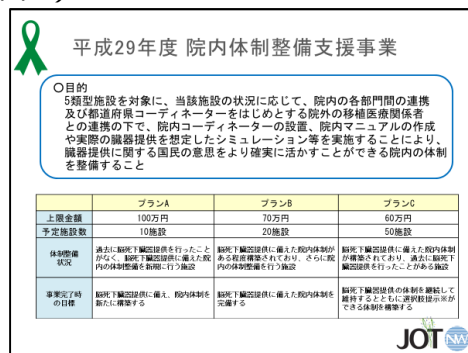 平成29年度 院内体制整備支援事業
○目的
5類型施設を対象に、当該施設の状況に応じて、院内の各部門間の連携
及び都道府県コーディネーターをはじめとする院外の移植医療関係者
との連携の下で、院内コーディネーターの設置、院内マニュアルの作成
や実際の臓器提供を想定したシミュレーション等を実施することにより、
臓器提供に関する国民の意思をより確実に活かすことができる院内の体制
を整備すること
プランA プランB プランC
上限金額 100万円 70万円 60万円
予定施設数 10施設 20施設 50施設
体制整備
状況
過去に脳死下臓器提供を行ったこと
がなく、脳死下臓器提供に備えた院
内の体制整備を新規に行う施設
脳死下臓器提供に備えた院内体制が
ある程度構築されており、さらに院
内の体制整備を行う施設
脳死下臓器提供に備えた院内体制
が構築されており、過去に脳死下
臓器提供を行ったことがある施設
事業完了時
の目標
脳死下臓器提供に備え、院内体制を
新たに構築する
脳死下臓器提供に備えた院内体制を
完備する
脳死下臓器提供の体制を継続して
維持するとともに選択肢提示※が
できる体制を構築する
JOT NW